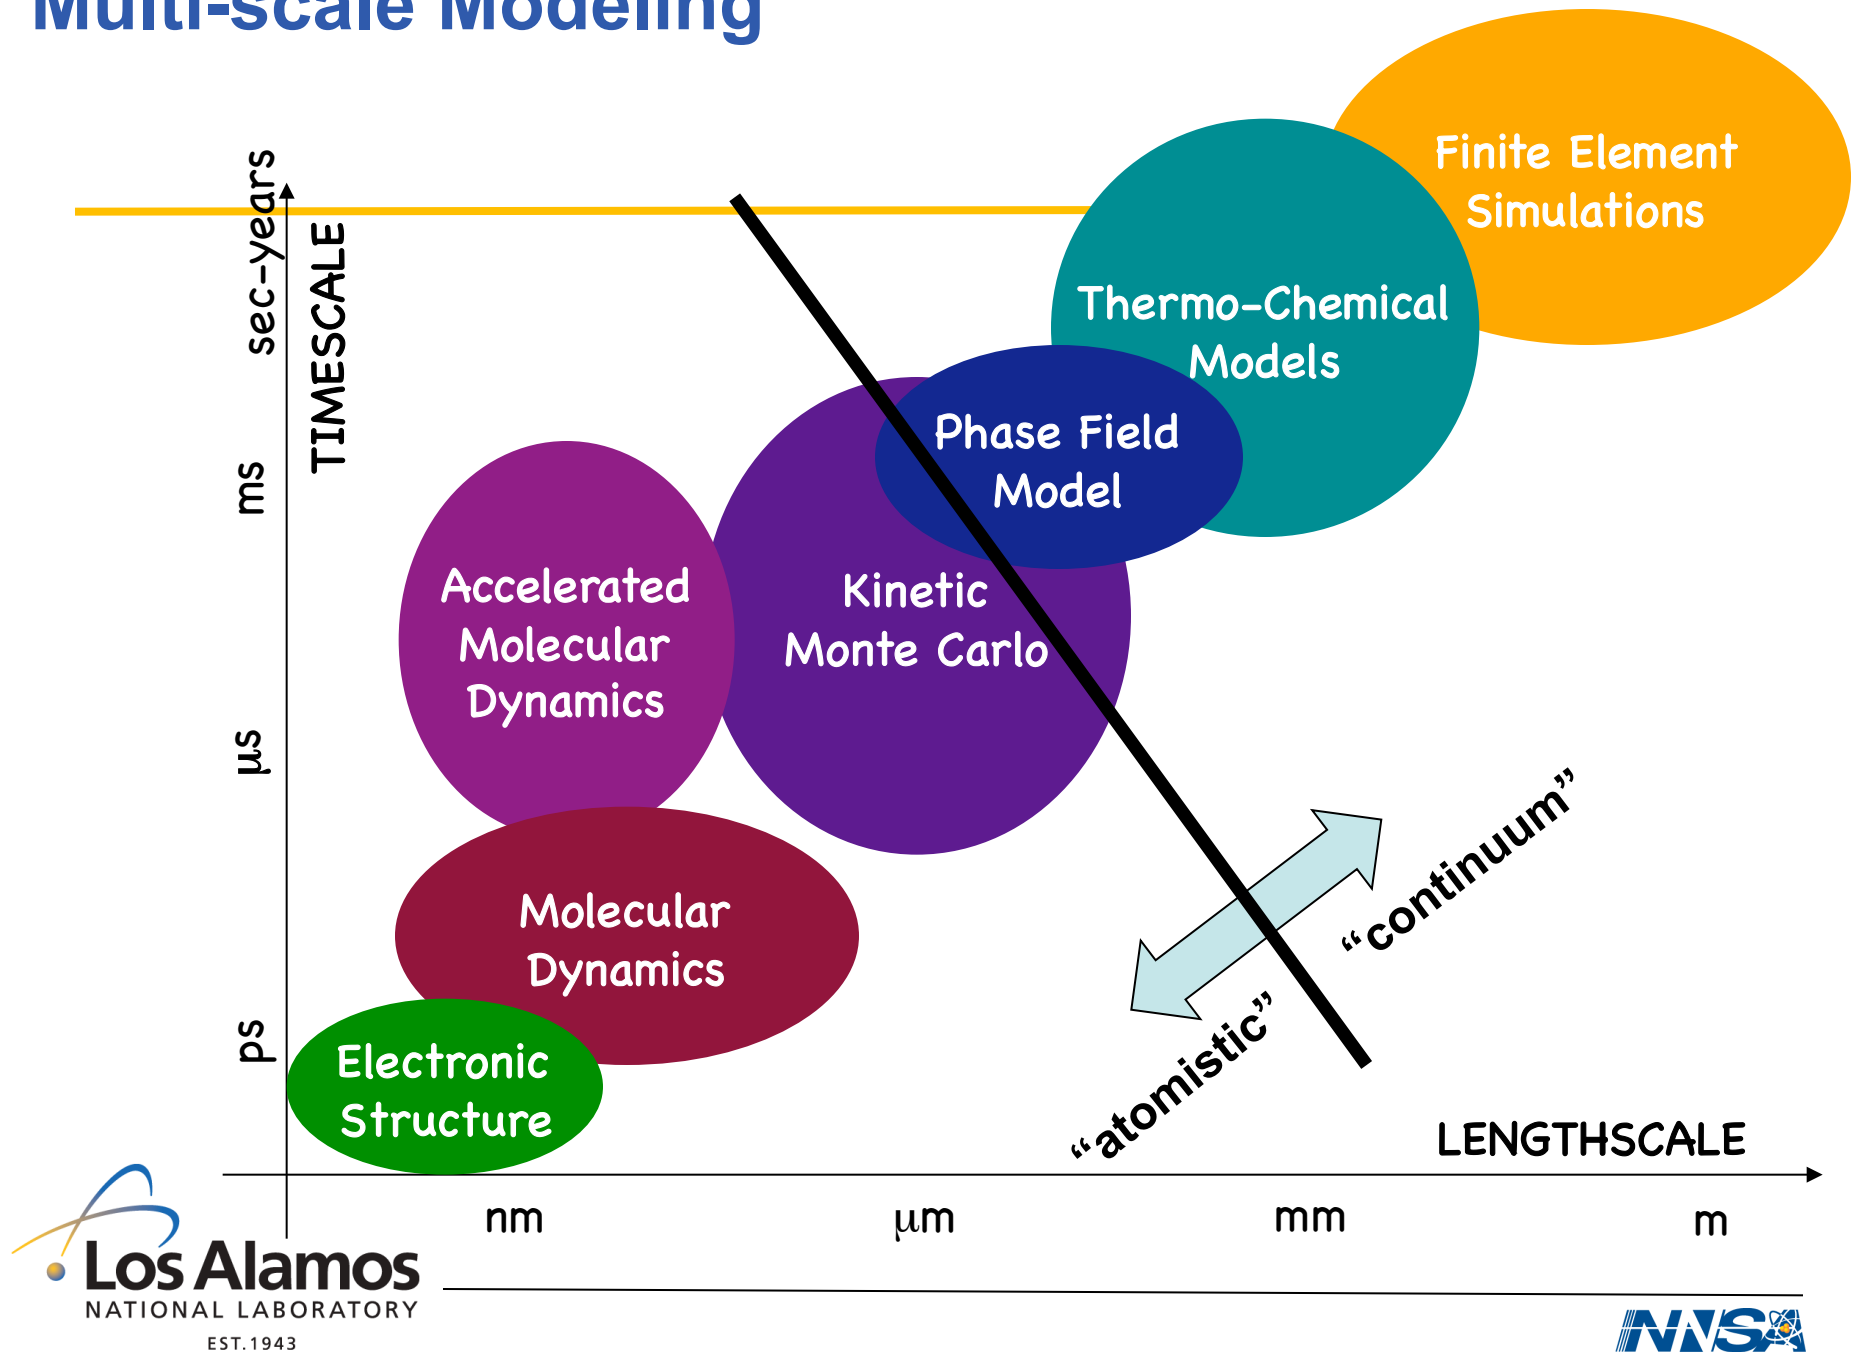 Multi-scale Modeling
Finite Element
Simulations
sec-years
TIMESCALE
Thermo-Chemical
Models
Phase Field
Model
ms
Accelerated
Molecular
Dynamics
Kinetic
Monte Carlo
μs
"continuum"
Molecular
Dynamics
"atomistic"
ps
Electronic
Structure
LENGTHSCALE
nm
μm
mm
m
Los Alamos
NATIONAL LABORATORY
EST.1943
NNSA